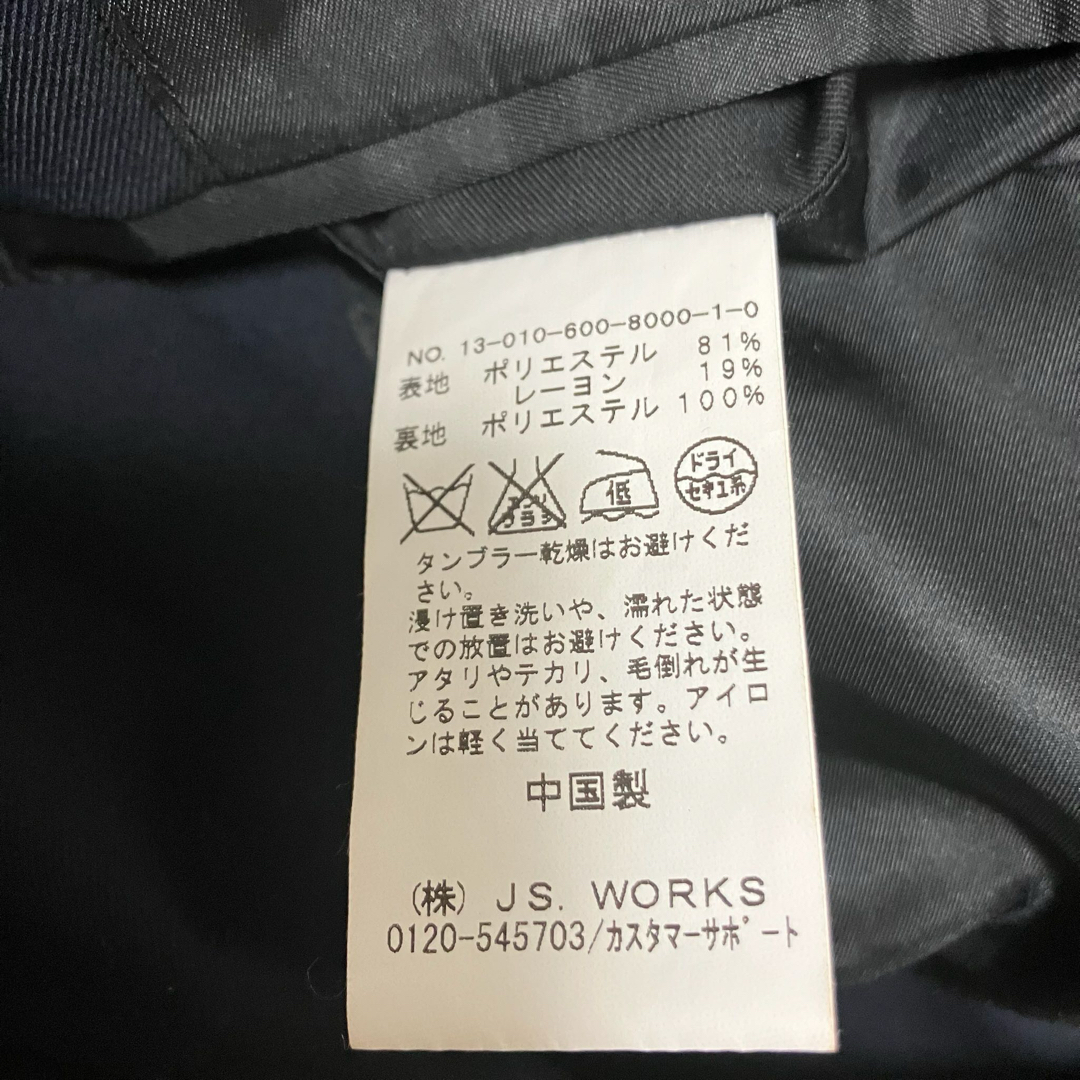 NO. 13-010-600-8000-1-0
表地 ポリエステル 81%
レーヨン 19%
裏地 ポリエステル 100%
エンソ サラシ 低 ドライ セキユ系
タンブラー乾燥はお避けくだ
さい。
浸け置き洗いや、濡れた状態
での放置はお避けください。
アタリやテカリ、毛倒れが生
じることがあります。アイロ
ンは軽く当ててください。
中国製
(株) JS. WORKS
0120-545703/カスタマーサポート